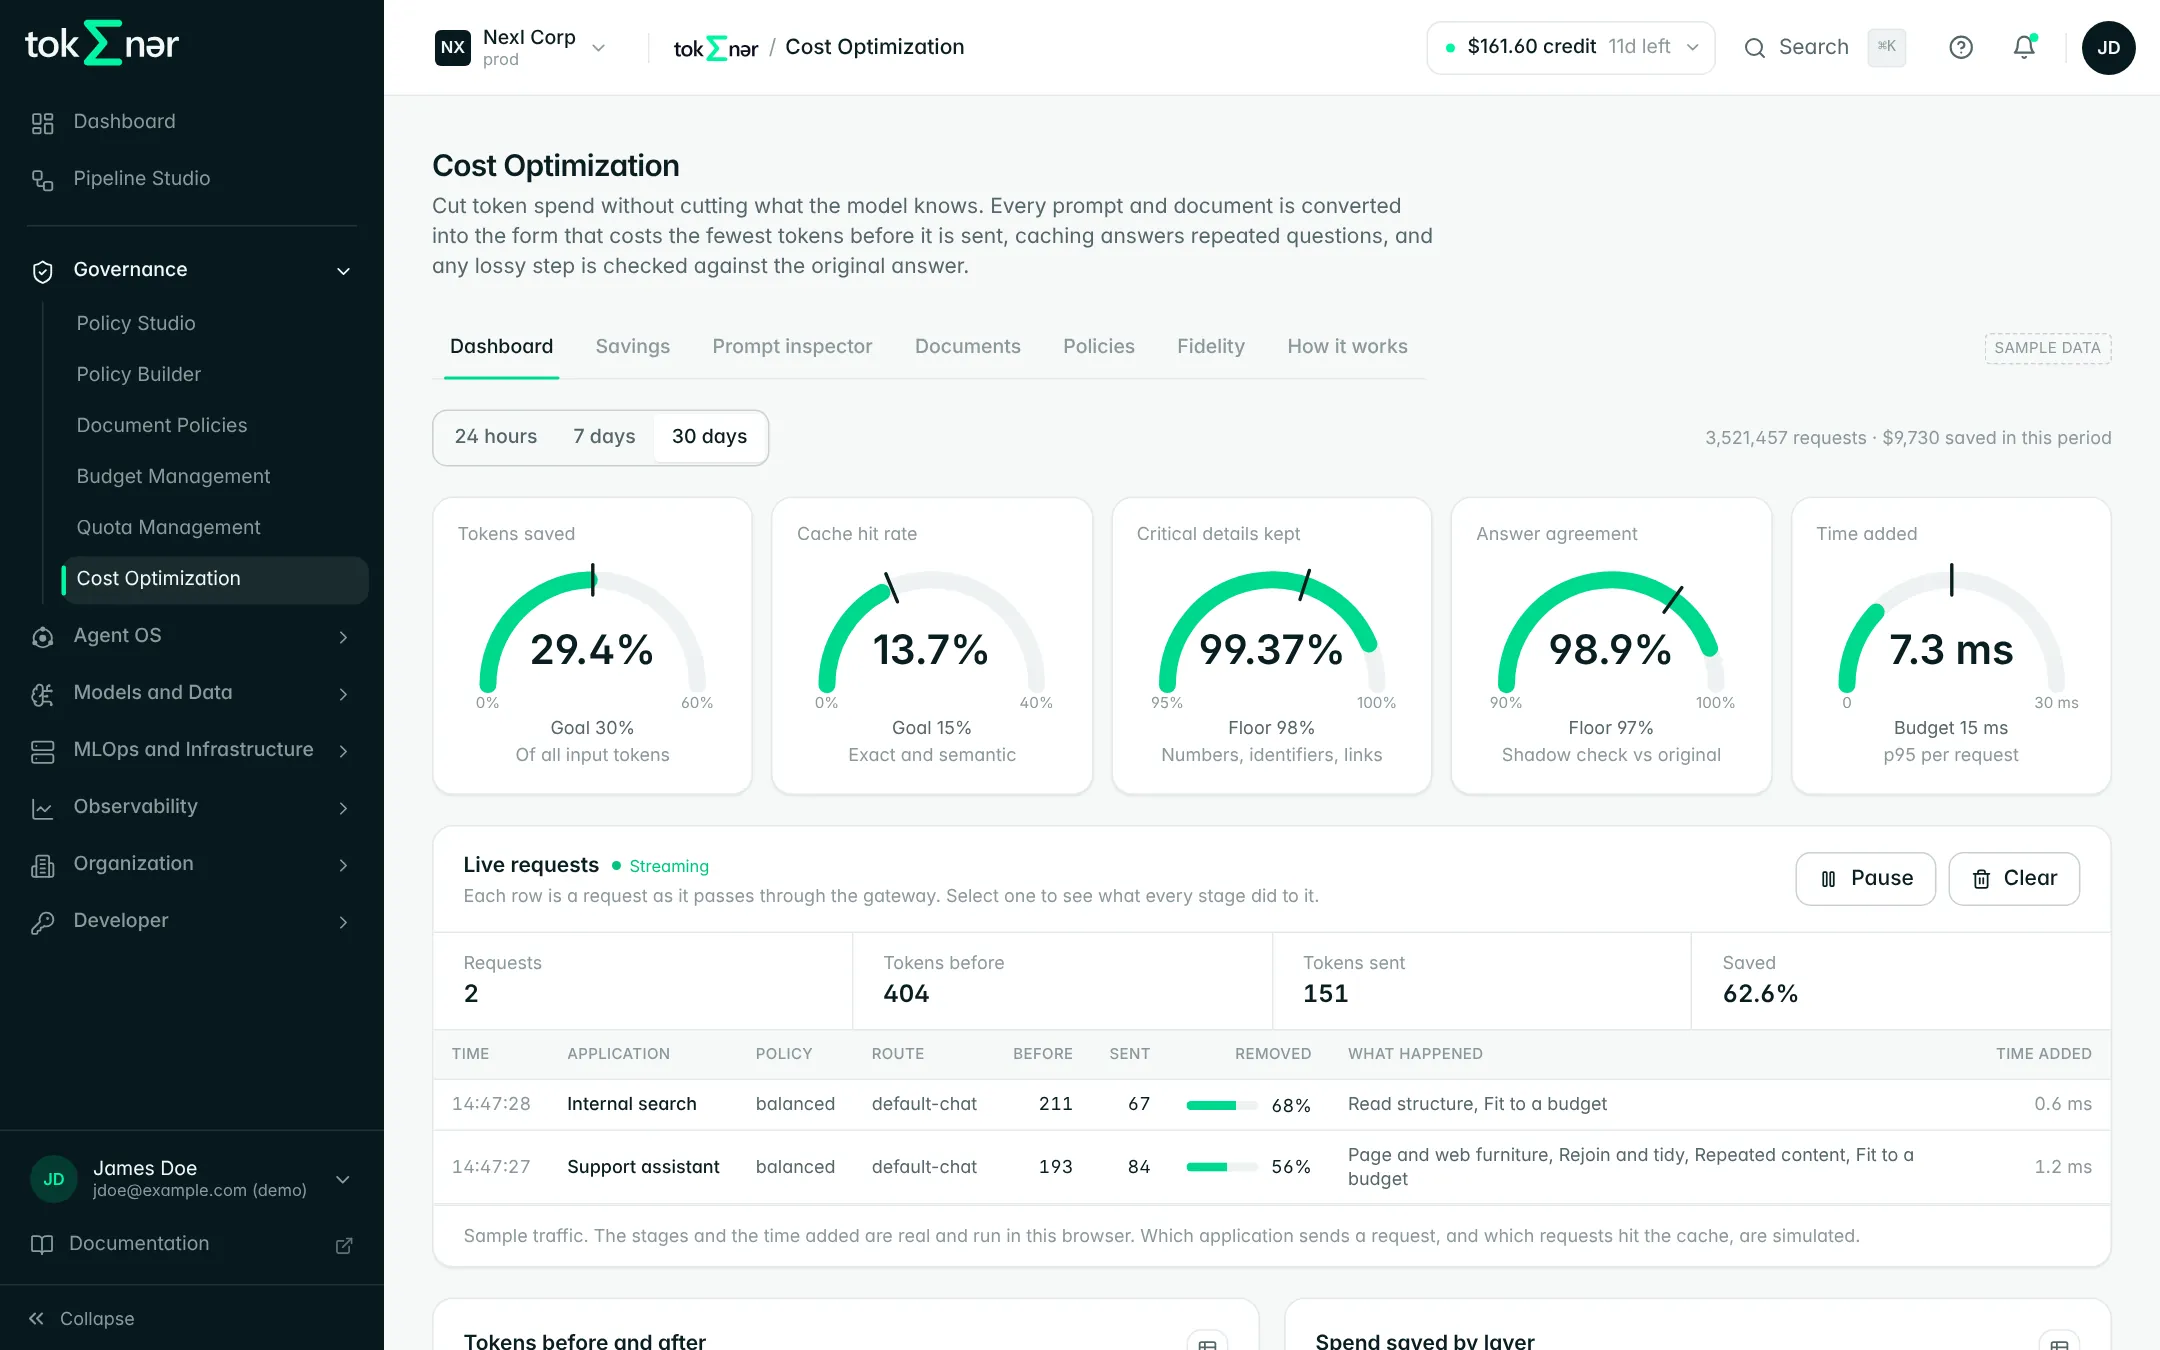 tokΣnər
Dashboard
Pipeline Studio
Governance
Policy Studio
Policy Builder
Document Policies
Budget Management
Quota Management
Cost Optimization
Agent OS
Models and Data
MLOps and Infrastructure
Observability
Organization
Developer
JD
James Doe
jdoe@example.com (demo)
Documentation
Collapse
NX
Nexl Corp
prod
tokΣnər / Cost Optimization
$161.60 credit 11d left
Search
⌘K
JD
Cost Optimization
Cut token spend without cutting what the model knows. Every prompt and document is converted
into the form that costs the fewest tokens before it is sent, caching answers repeated questions, and
any lossy step is checked against the original answer.
Dashboard Savings Prompt inspector Documents Policies Fidelity How it works
SAMPLE DATA
24 hours 7 days 30 days
3,521,457 requests · $9,730 saved in this period
Tokens saved
29.4%
0% 60%
Goal 30%
Of all input tokens
Cache hit rate
13.7%
0% 40%
Goal 15%
Exact and semantic
Critical details kept
99.37%
95% 100%
Floor 98%
Numbers, identifiers, links
Answer agreement
98.9%
90% 100%
Floor 97%
Shadow check vs original
Time added
7.3 ms
0 30 ms
Budget 15 ms
p95 per request
Live requests Streaming
Each row is a request as it passes through the gateway. Select one to see what every stage did to it.
Pause
Clear
Requests
2
Tokens before
404
Tokens sent
151
Saved
62.6%
TIME APPLICATION POLICY ROUTE BEFORE SENT REMOVED WHAT HAPPENED TIME ADDED
14:47:28 Internal search balanced default-chat 211 67 68% Read structure, Fit to a budget 0.6 ms
14:47:27 Support assistant balanced default-chat 193 84 56% Page and web furniture, Rejoin and tidy, Repeated content, Fit to a
budget 1.2 ms
Sample traffic. The stages and the time added are real and run in this browser. Which application sends a request, and which requests hit the cache, are simulated.
Tokens before and after
Spend saved by layer